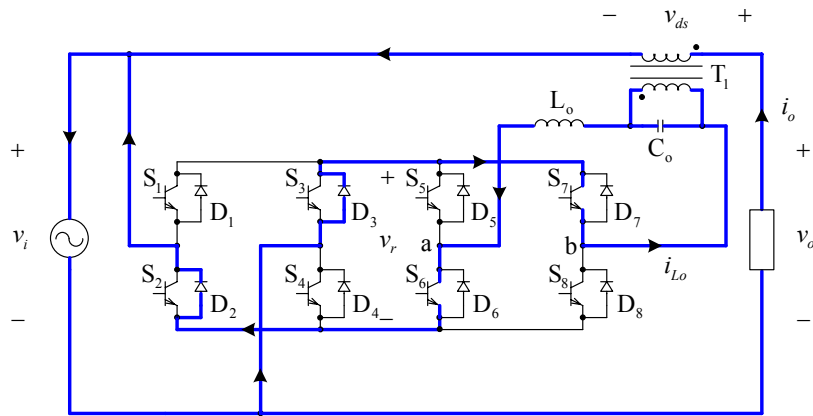 − v_ds +
T₁
L_o
C_o
i_o
+ S₁ D₁ S₃ D₃ + S₅ D₅ S₇ D₇ +
v_i v_r a b i_Lo v_o
− S₂ D₂ S₄ D₄ − S₆ D₆ S₈ D₈ −